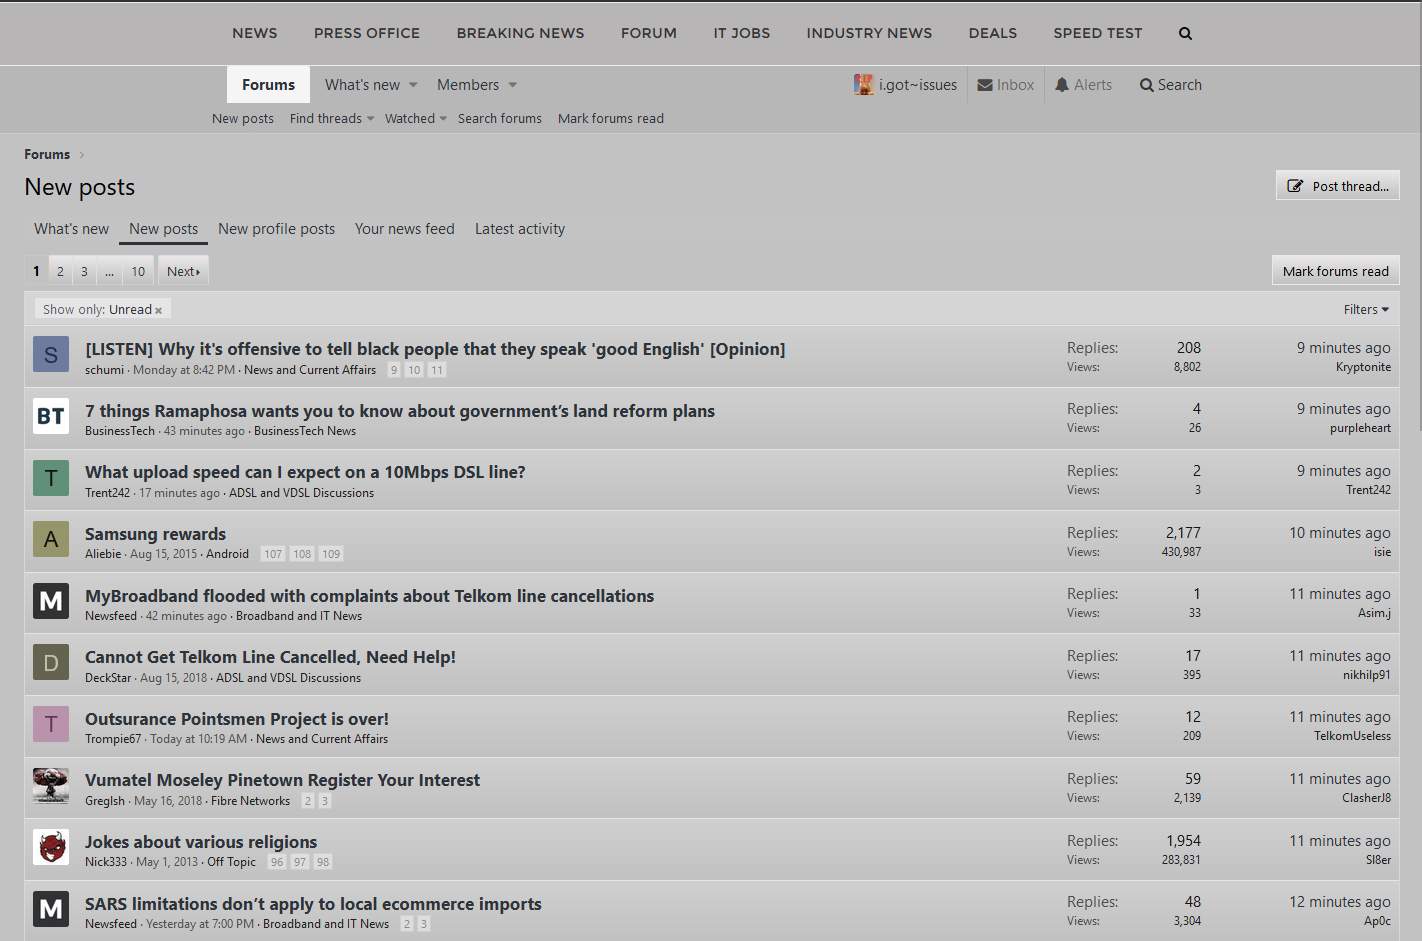 NEWS PRESS OFFICE BREAKING NEWS FORUM IT JOBS INDUSTRY NEWS DEALS SPEED TEST
Forums What's new Members i.got~issues Inbox Alerts Search
New posts Find threads Watched Search forums Mark forums read
Forums
New posts
Post thread...
What's new New posts New profile posts Your news feed Latest activity
1 2 3 ... 10 Next
Mark forums read
Show only: Unread
Filters
S
[LISTEN] Why it's offensive to tell black people that they speak 'good English' [Opinion]
schumi · Monday at 8:42 PM · News and Current Affairs 9 10 11
Replies: 208
Views: 8,802
9 minutes ago
Kryptonite
BT
7 things Ramaphosa wants you to know about government’s land reform plans
BusinessTech · 43 minutes ago · BusinessTech News
Replies: 4
Views: 26
9 minutes ago
purpleheart
T
What upload speed can I expect on a 10Mbps DSL line?
Trent242 · 17 minutes ago · ADSL and VDSL Discussions
Replies: 2
Views: 3
9 minutes ago
Trent242
A
Samsung rewards
Aliebie · Aug 15, 2015 · Android 107 108 109
Replies: 2,177
Views: 430,987
10 minutes ago
isie
M
MyBroadband flooded with complaints about Telkom line cancellations
Newsfeed · 42 minutes ago · Broadband and IT News
Replies: 1
Views: 33
11 minutes ago
Asim.j
D
Cannot Get Telkom Line Cancelled, Need Help!
DeckStar · Aug 15, 2018 · ADSL and VDSL Discussions
Replies: 17
Views: 395
11 minutes ago
nikhilp91
T
Outsurance Pointsmen Project is over!
Trompie67 · Today at 10:19 AM · News and Current Affairs
Replies: 12
Views: 209
11 minutes ago
TelkomUseless
Vumatel Moseley Pinetown Register Your Interest
Greglsh · May 16, 2018 · Fibre Networks 2 3
Replies: 59
Views: 2,139
11 minutes ago
ClasherJ8
Jokes about various religions
Nick333 · May 1, 2013 · Off Topic 96 97 98
Replies: 1,954
Views: 283,831
11 minutes ago
Sl8er
M
SARS limitations don’t apply to local ecommerce imports
Newsfeed · Yesterday at 7:00 PM · Broadband and IT News 2 3
Replies: 48
Views: 3,304
12 minutes ago
Ap0c